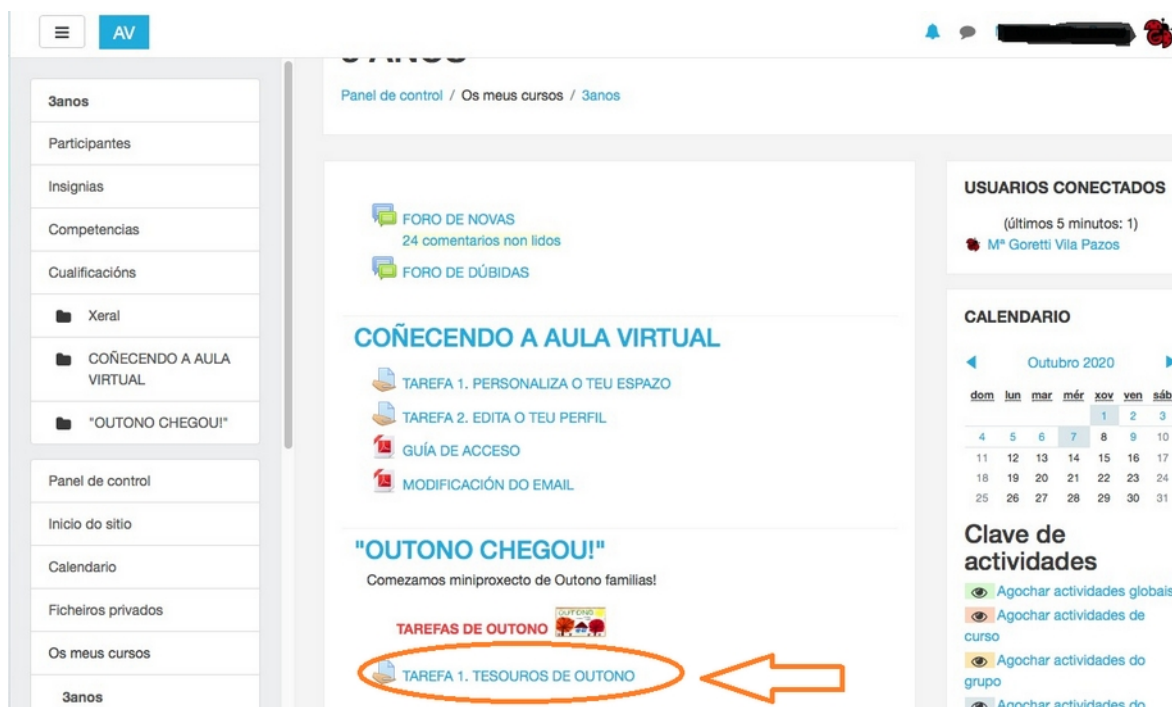 AV
3anos
Participantes
Insignias
Competencias
Cualificacións
Xeral
COÑECENDO A AULA
VIRTUAL
"OUTONO CHEGOU!"
Panel de control
Inicio do sitio
Calendario
Ficheiros privados
Os meus cursos
3anos
Panel de control / Os meus cursos / 3anos
FORO DE NOVAS
24 comentarios non lidos
FORO DE DÚBIDAS
COÑECENDO A AULA VIRTUAL
TAREFA 1. PERSONALIZA O TEU ESPAZO
TAREFA 2. EDITA O TEU PERFIL
GUÍA DE ACCESO
MODIFICACIÓN DO EMAIL
"OUTONO CHEGOU!"
Comezamos miniproxecto de Outono familias!
TAREFAS DE OUTONO
OUTONO
TAREFA 1. TESOUROS DE OUTONO
USUARIOS CONECTADOS
(últimos 5 minutos: 1)
Mª Goretti Vila Pazos
CALENDARIO
Outubro 2020
dom lun mar mér xov ven sáb
1 2 3
4 5 6 7 8 9 10
11 12 13 14 15 16 17
18 19 20 21 22 23 24
25 26 27 28 29 30 31
Clave de
actividades
Agochar actividades globais
Agochar actividades de
curso
Agochar actividades do
grupo
Agochar actividades do